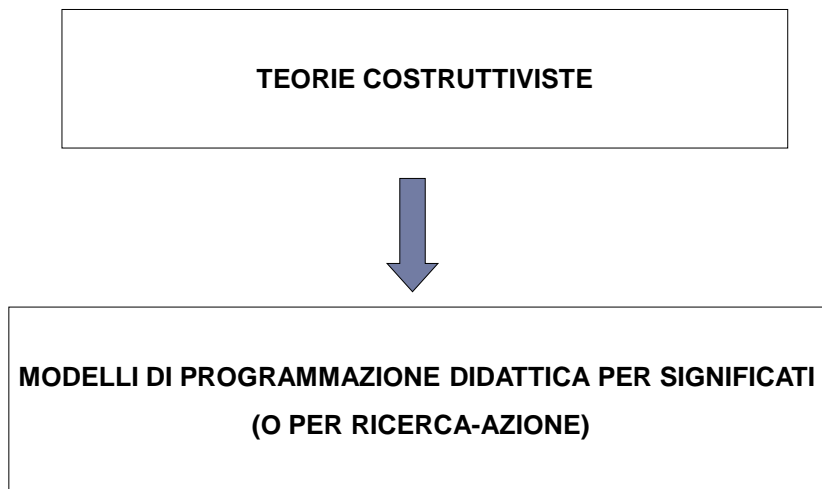 TEORIE COSTRUTTIVISTE
MODELLI DI PROGRAMMAZIONE DIDATTICA PER SIGNIFICATI
(O PER RICERCA-AZIONE)